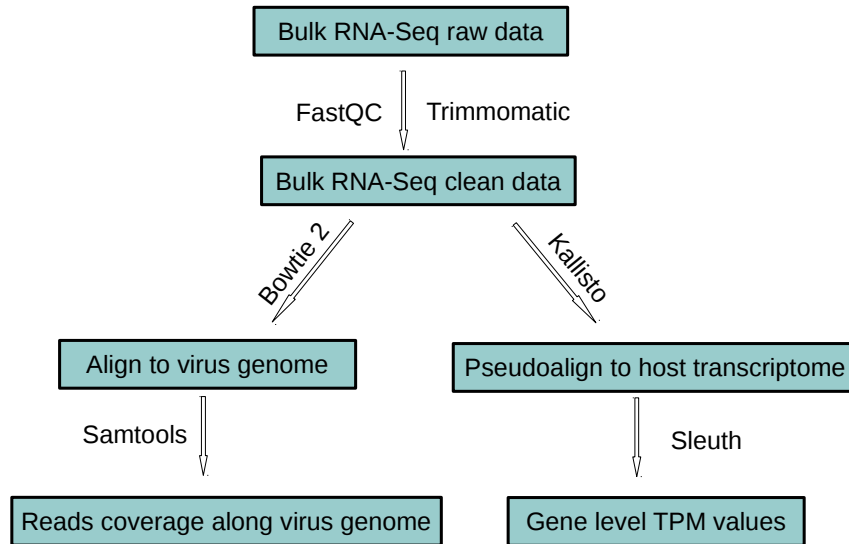 Bulk RNA-Seq raw data
FastQC Trimmomatic
Bulk RNA-Seq clean data
Bowtie 2 Kallisto
Align to virus genome Pseudoalign to host transcriptome
Samtools Sleuth
Reads coverage along virus genome Gene level TPM values